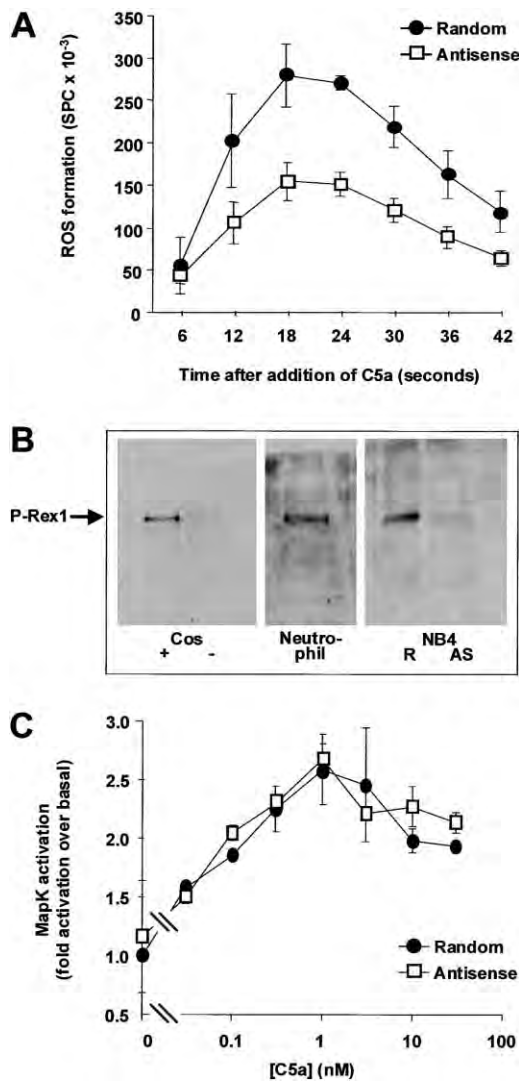 A
ROS formation (SPC x 10⁻³)
350
300
250
200
150
100
50
0
Random
Antisense
6 12 18 24 30 36 42
Time after addition of C5a (seconds)
B
P-Rex1
Cos
+ -
Neutro-
phil
NB4
R AS
C
MapK activation
(fold activation over basal)
3.0
2.5
2.0
1.5
1.0
0.5
Random
Antisense
0 0.1 1 10 100
[C5a] (nM)